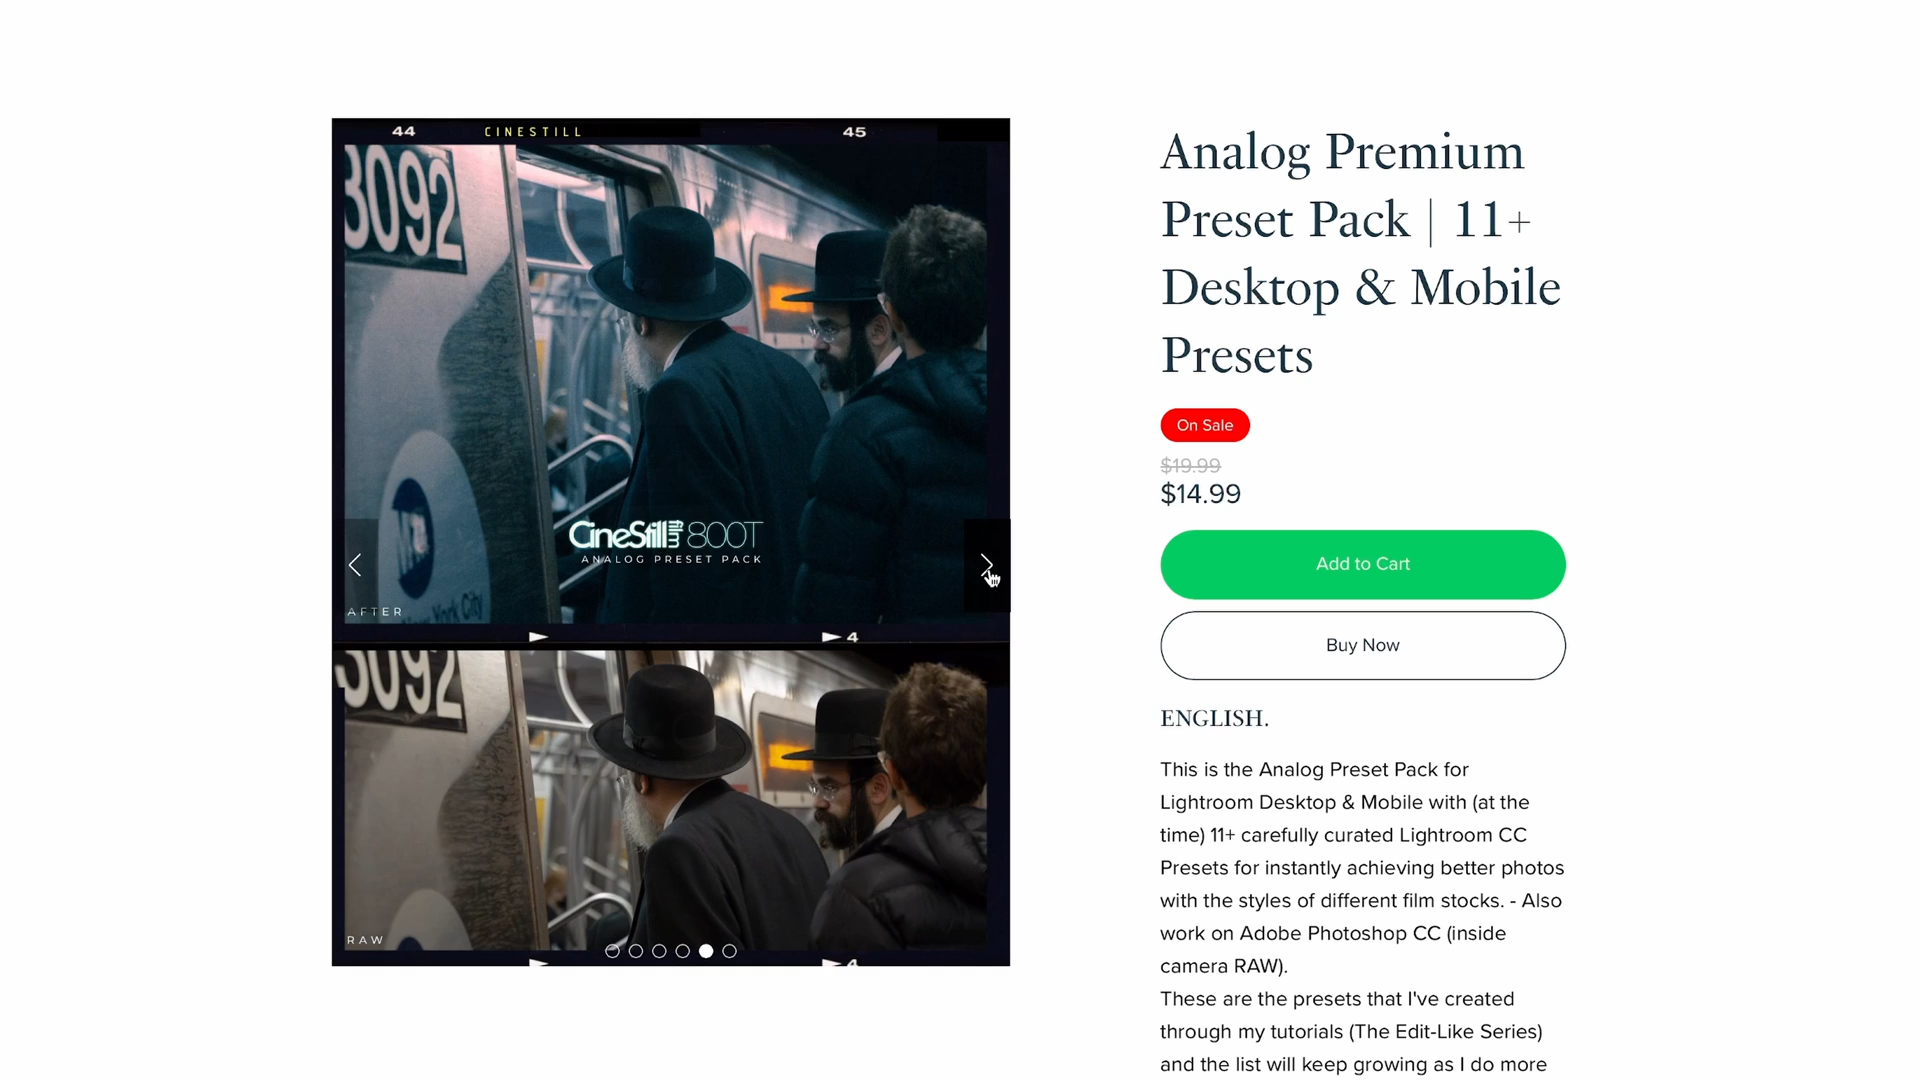 44 CINESTILL 45
3092
CineStill film 800T
ANALOG PRESET PACK
AFTER
▶ ▶ 4
3092
RAW
▶ ▶ 4
Analog Premium
Preset Pack | 11+
Desktop & Mobile
Presets
On Sale
$19.99
$14.99
Add to Cart
Buy Now
ENGLISH.
This is the Analog Preset Pack for
Lightroom Desktop & Mobile with (at the
time) 11+ carefully curated Lightroom CC
Presets for instantly achieving better photos
with the styles of different film stocks. - Also
work on Adobe Photoshop CC (inside
camera RAW).
These are the presets that I've created
through my tutorials (The Edit-Like Series)
and the list will keep growing as I do more